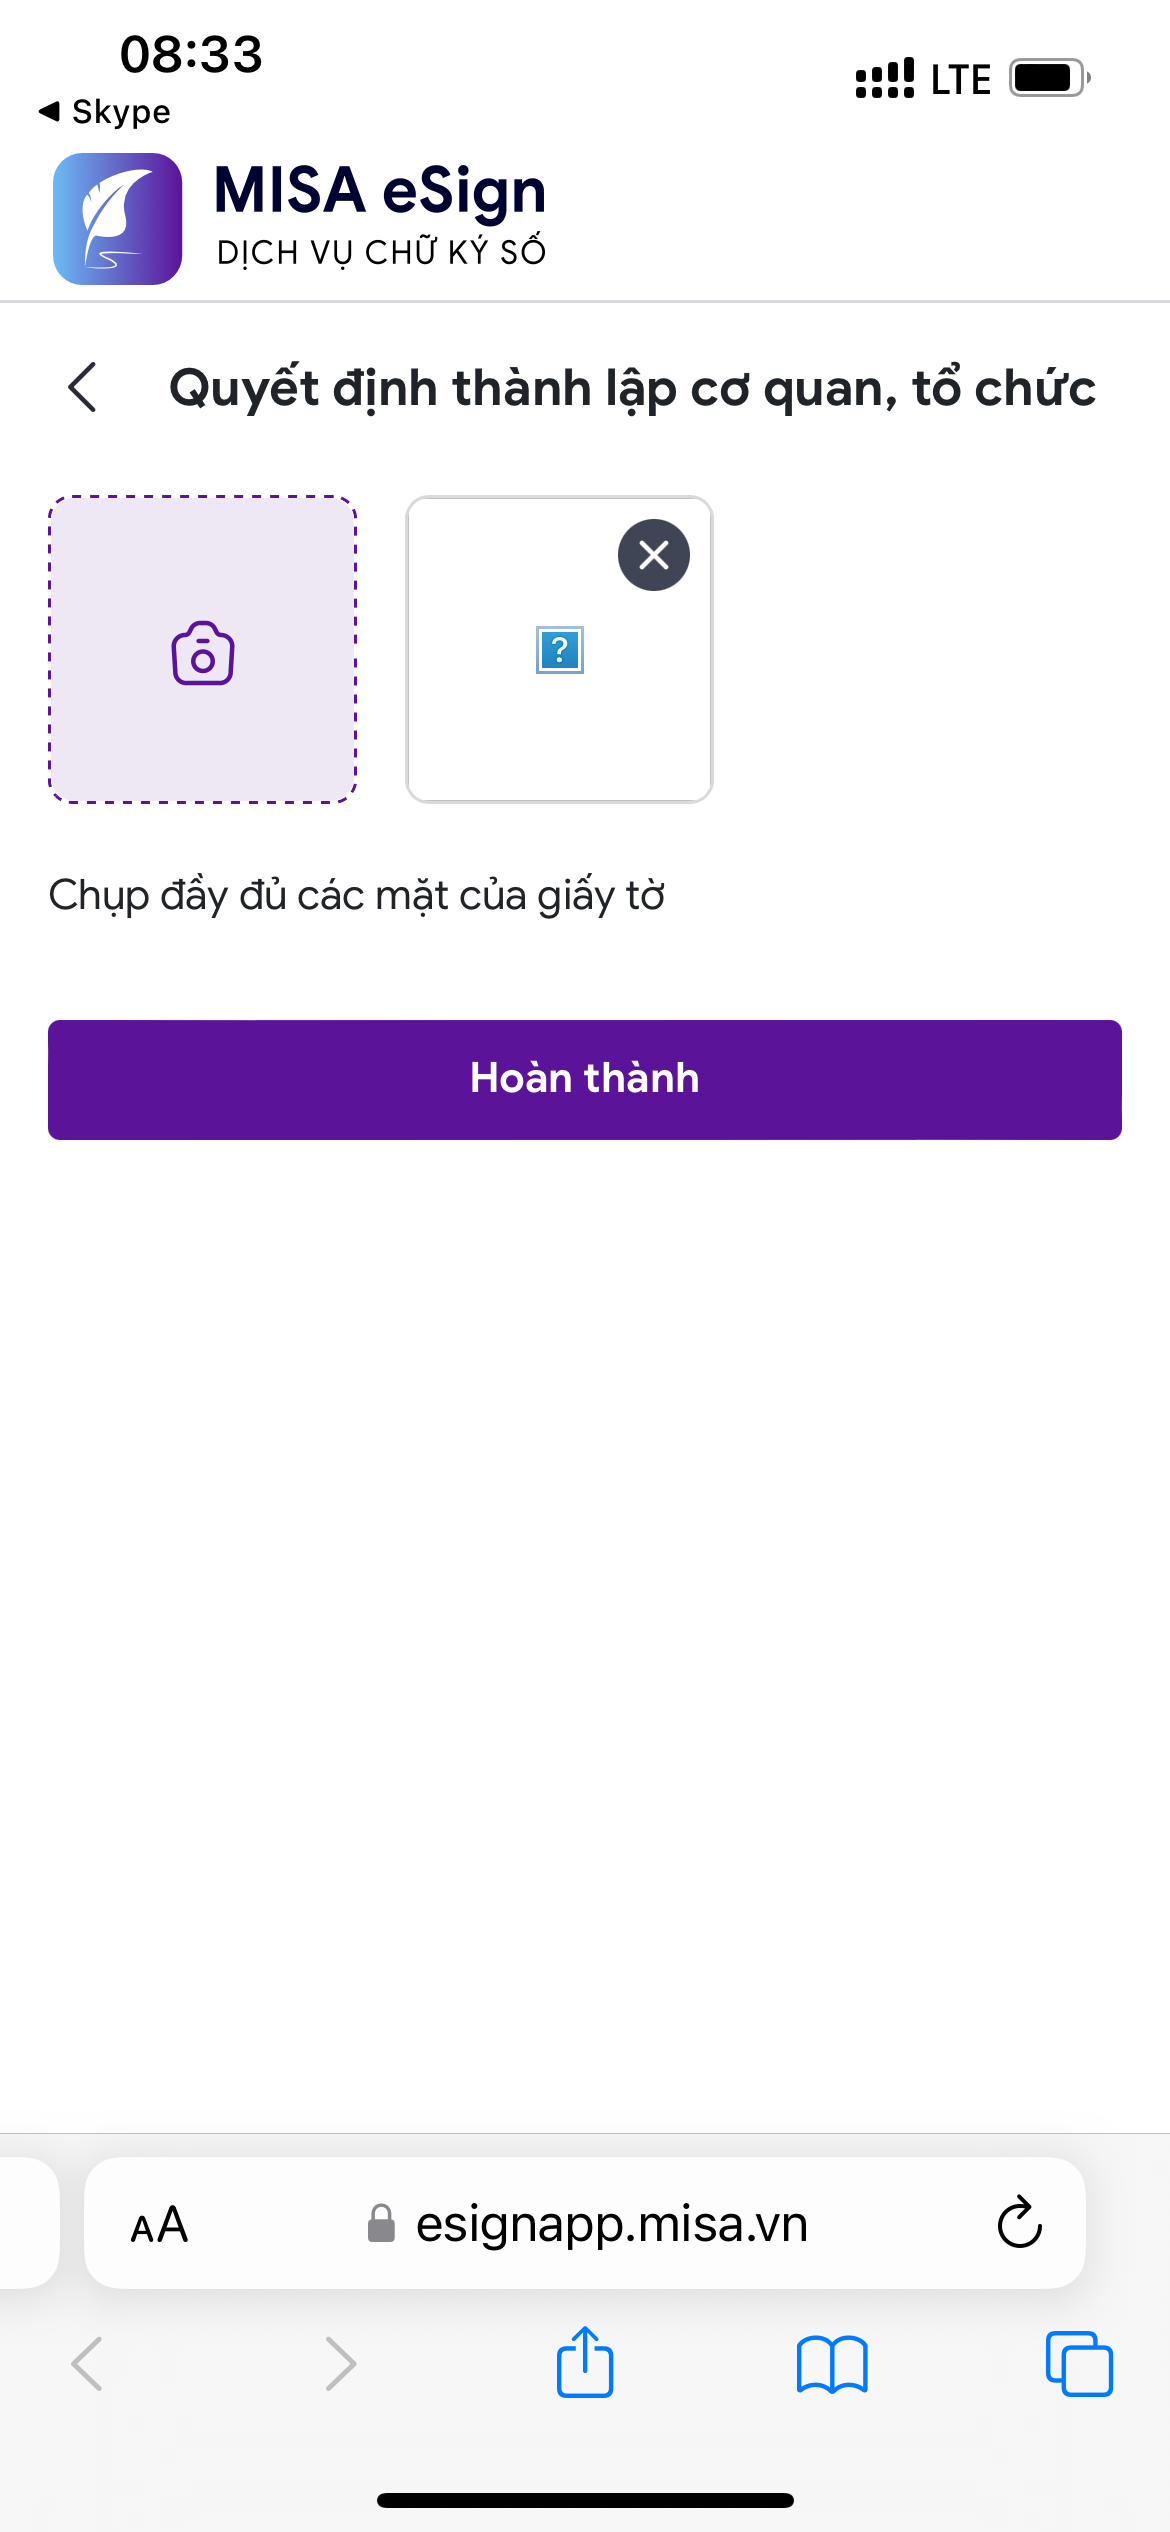 08:33
LTE
◀ Skype
MISA eSign
DỊCH VỤ CHỮ KÝ SỐ
Quyết định thành lập cơ quan, tổ chức
?
Chụp đầy đủ các mặt của giấy tờ
Hoàn thành
AA
esignapp.misa.vn